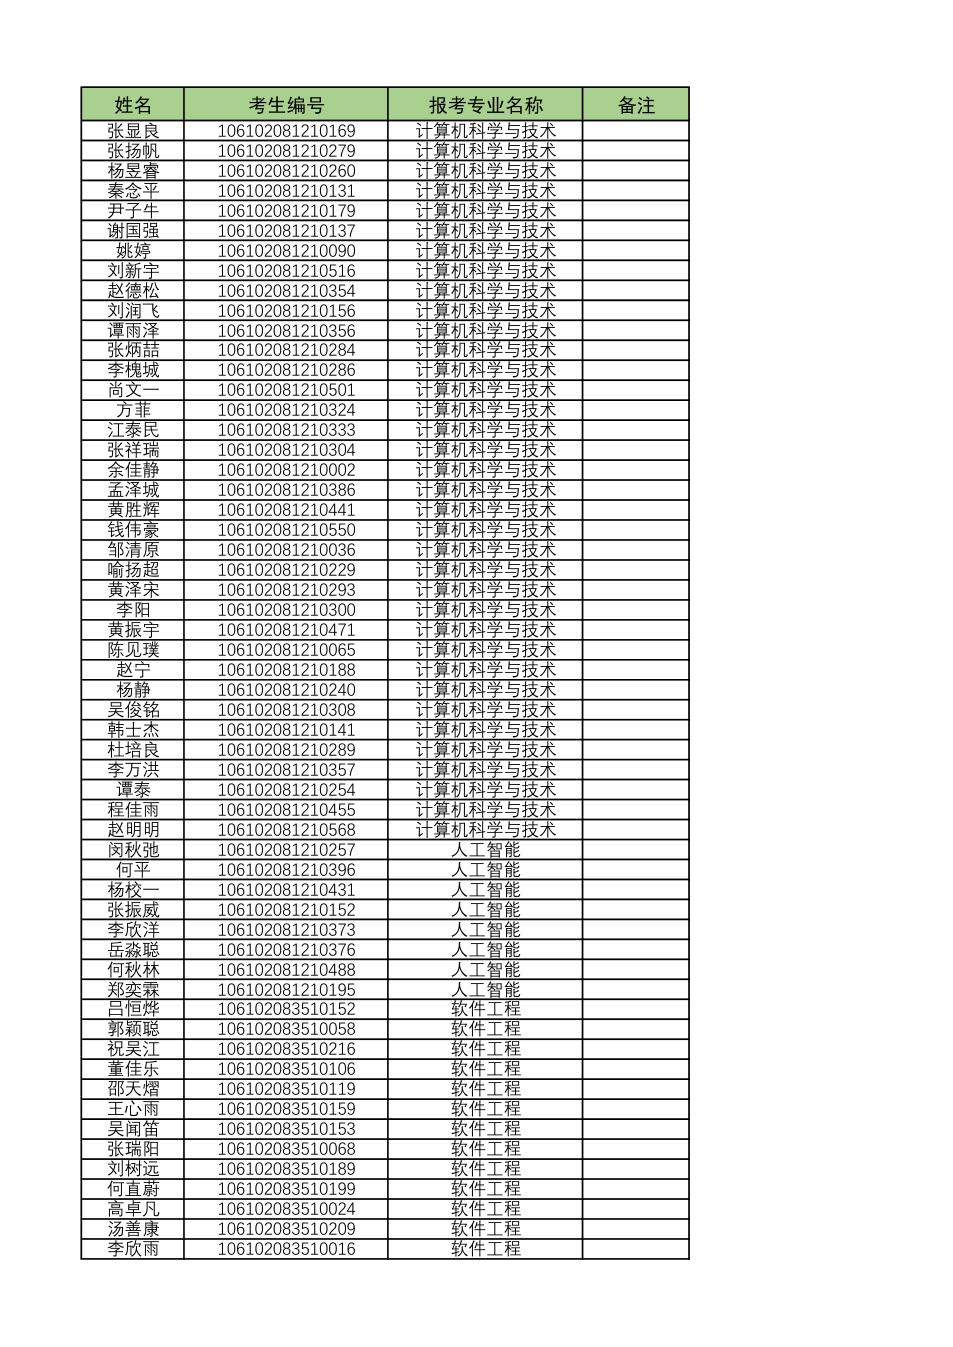 姓名 考生编号 报考专业名称 备注
张显良 106102081210169 计算机科学与技术
张扬帆 106102081210279 计算机科学与技术
杨昱睿 106102081210260 计算机科学与技术
秦念平 106102081210131 计算机科学与技术
尹子牛 106102081210179 计算机科学与技术
谢国强 106102081210137 计算机科学与技术
姚婷 106102081210090 计算机科学与技术
刘新宇 106102081210516 计算机科学与技术
赵德松 106102081210354 计算机科学与技术
刘润飞 106102081210156 计算机科学与技术
谭雨泽 106102081210356 计算机科学与技术
张炳喆 106102081210284 计算机科学与技术
李槐城 106102081210286 计算机科学与技术
尚文一 106102081210501 计算机科学与技术
方菲 106102081210324 计算机科学与技术
江泰民 106102081210333 计算机科学与技术
张祥瑞 106102081210304 计算机科学与技术
余佳静 106102081210002 计算机科学与技术
孟泽城 106102081210386 计算机科学与技术
黄胜辉 106102081210441 计算机科学与技术
钱伟豪 106102081210550 计算机科学与技术
邹清原 106102081210036 计算机科学与技术
喻扬超 106102081210229 计算机科学与技术
黄泽宋 106102081210293 计算机科学与技术
李阳 106102081210300 计算机科学与技术
黄振宇 106102081210471 计算机科学与技术
陈见璞 106102081210065 计算机科学与技术
赵宁 106102081210188 计算机科学与技术
杨静 106102081210240 计算机科学与技术
吴俊铭 106102081210308 计算机科学与技术
韩士杰 106102081210141 计算机科学与技术
杜培良 106102081210289 计算机科学与技术
李万洪 106102081210357 计算机科学与技术
谭泰 106102081210254 计算机科学与技术
程佳雨 106102081210455 计算机科学与技术
赵明明 106102081210568 计算机科学与技术
闵秋弛 106102081210257 人工智能
何平 106102081210396 人工智能
杨校一 106102081210431 人工智能
张振威 106102081210152 人工智能
李欣洋 106102081210373 人工智能
岳淼聪 106102081210376 人工智能
何秋林 106102081210488 人工智能
郑奕霖 106102081210195 人工智能
吕恒烨 106102083510152 软件工程
郭颖聪 106102083510058 软件工程
祝吴江 106102083510216 软件工程
董佳乐 106102083510106 软件工程
邵天熠 106102083510119 软件工程
王心雨 106102083510159 软件工程
吴闻笛 106102083510153 软件工程
张瑞阳 106102083510068 软件工程
刘树远 106102083510189 软件工程
何直蔚 106102083510199 软件工程
高卓凡 106102083510024 软件工程
汤善康 106102083510209 软件工程
李欣雨 106102083510016 软件工程